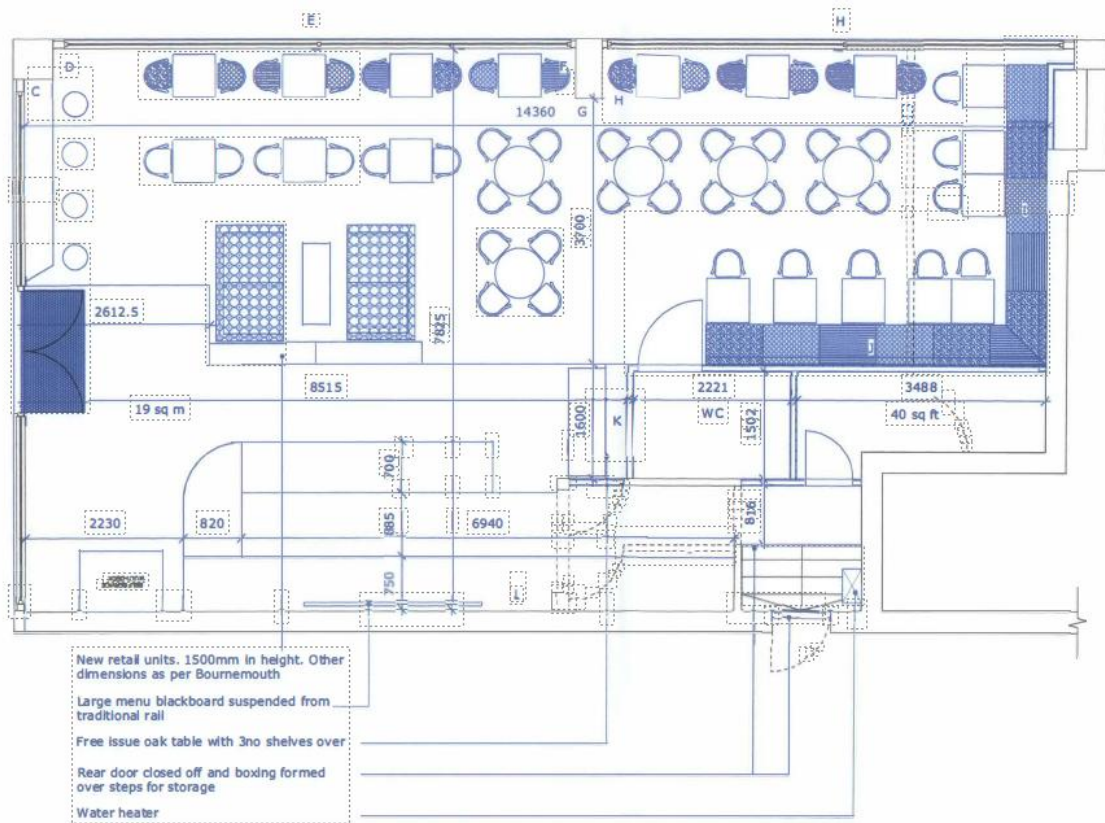 E
H
D
C
F
H
14360
G
3700
J
2612.5
7825
J
8515
2221
3488
19 sq m
1600
K
WC
1502
40 sq ft
700
2230
820
885
6940
816
750
L
New retail units. 1500mm in height. Other
dimensions as per Bournemouth
Large menu blackboard suspended from
traditional rail
Free issue oak table with 3no shelves over
Rear door closed off and boxing formed
over steps for storage
Water heater